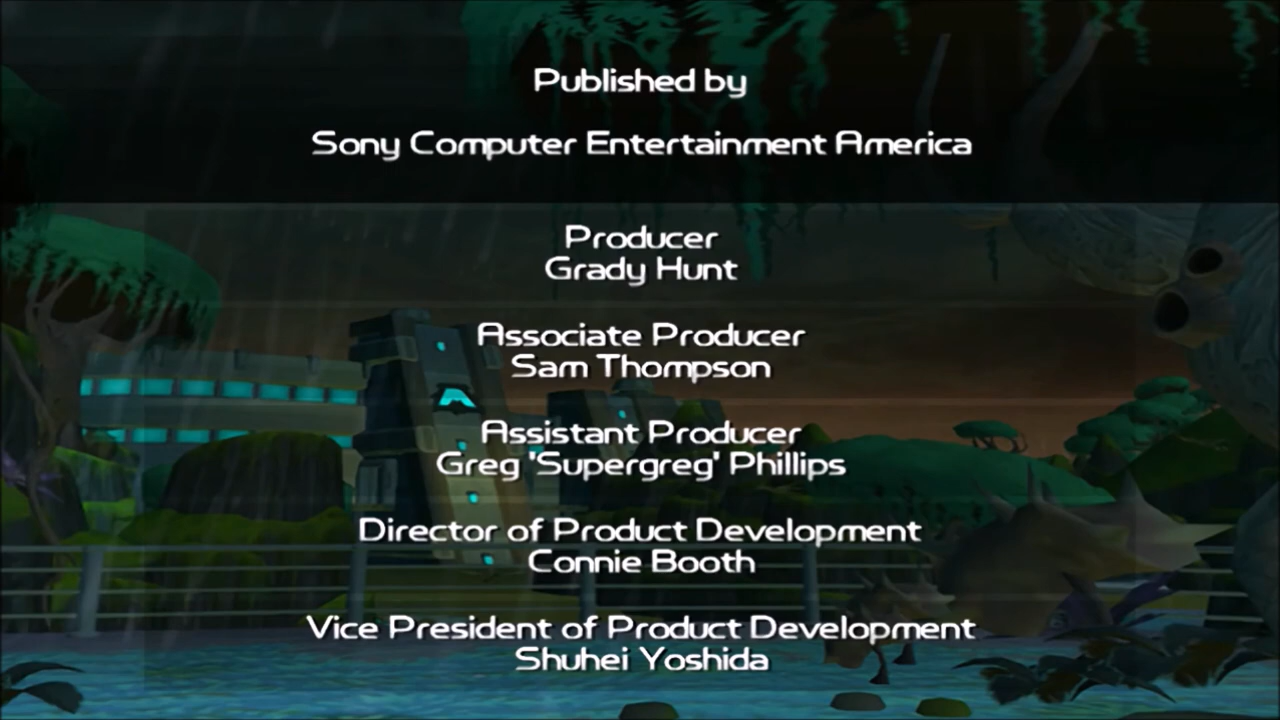 Published by
Sony Computer Entertainment America
Producer
Grady Hunt
Associate Producer
Sam Thompson
Assistant Producer
Greg 'Supergreg' Phillips
Director of Product Development
Connie Booth
Vice President of Product Development
Shuhei Yoshida